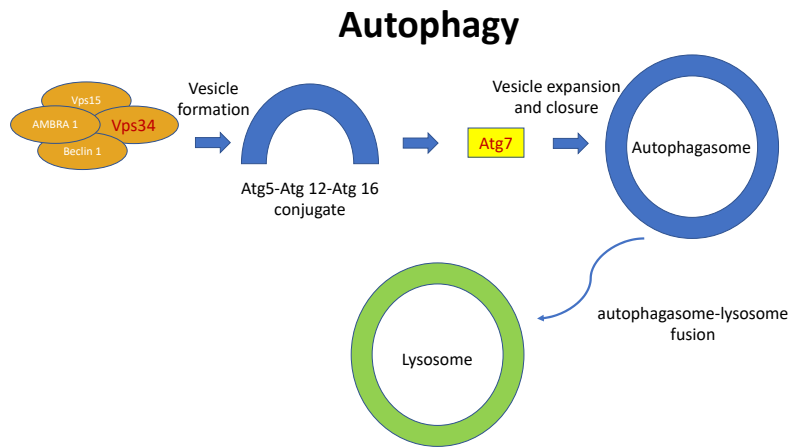 Autophagy
Vps15
AMBRA 1
Vps34
Beclin 1
Vesicle
formation
Atg5-Atg 12-Atg 16
conjugate
Atg7
Vesicle expansion
and closure
Autophagasome
autophagasome-lysosome
fusion
Lysosome